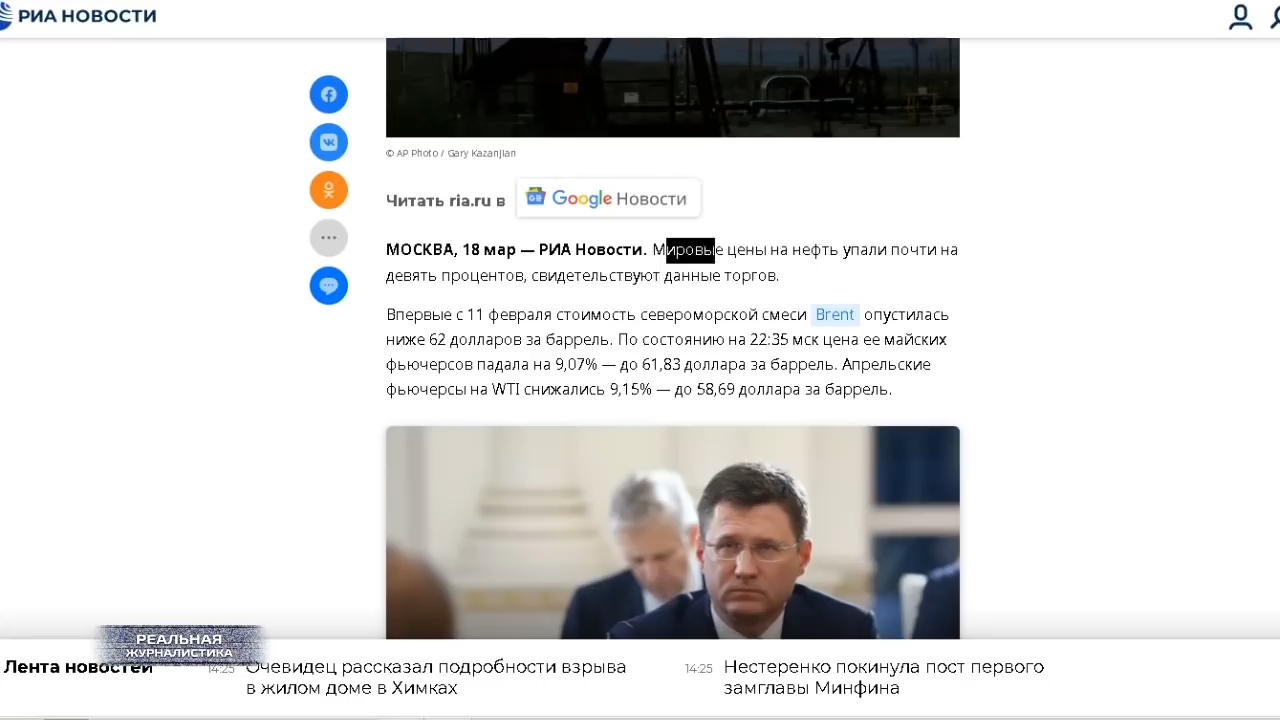 РИА НОВОСТИ
© AP Photo / Gary Kazanjian
Читать ria.ru в Google Новости
МОСКВА, 18 мар — РИА Новости. Мировые цены на нефть упали почти на
девять процентов, свидетельствуют данные торгов.
Впервые с 11 февраля стоимость североморской смеси Brent опустилась
ниже 62 долларов за баррель. По состоянию на 22:35 мск цена ее майских
фьючерсов падала на 9,07% — до 61,83 доллара за баррель. Апрельские
фьючерсы на WTI снижались 9,15% — до 58,69 доллара за баррель.
РЕАЛЬНАЯ
ЖУРНАЛИСТИКА
Лента новостей
14:25 Очевидец рассказал подробности взрыва
в жилом доме в Химках
14:25 Нестеренко покинула пост первого
замглавы Минфина